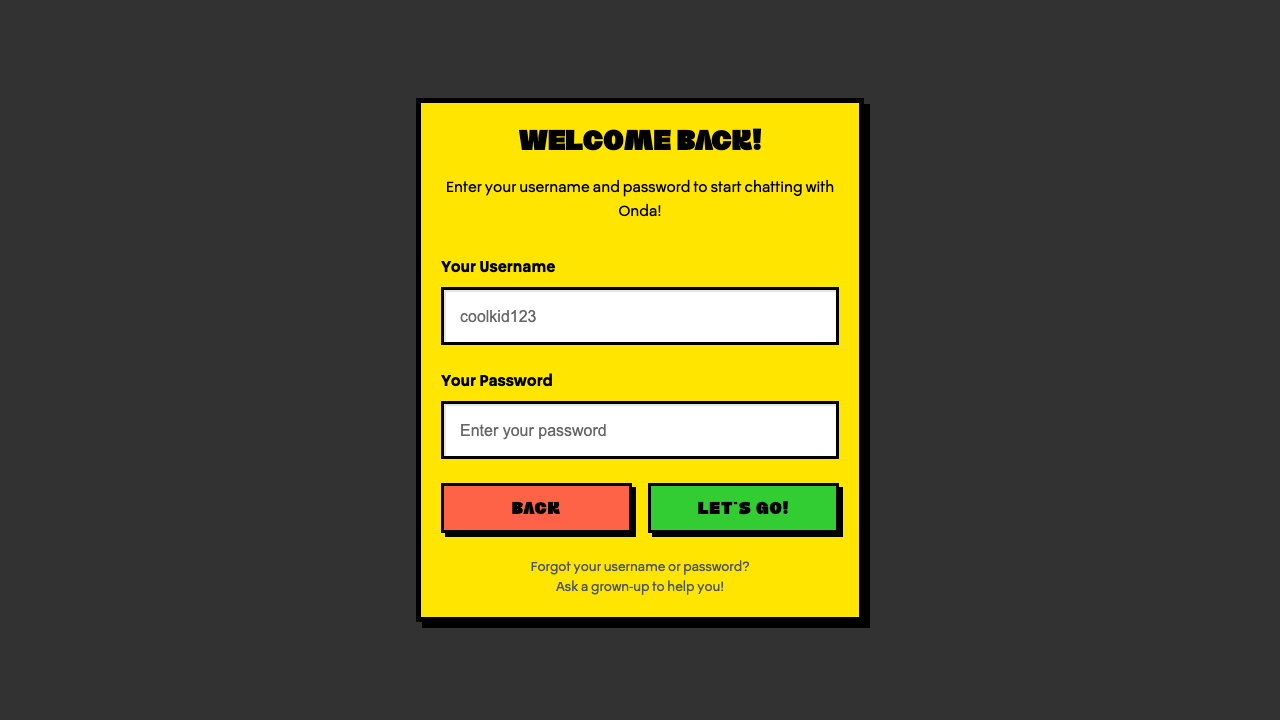 WELCOME BACK!
Enter your username and password to start chatting with
Onda!
Your Username
coolkid123
Your Password
Enter your password
BACK
LET'S GO!
Forgot your username or password?
Ask a grown-up to help you!